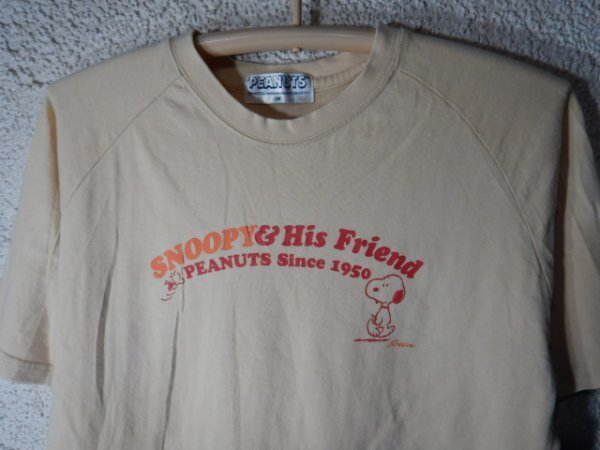 PEANUTS
M
SNOOPY & His Friend
PEANUTS Since 1950